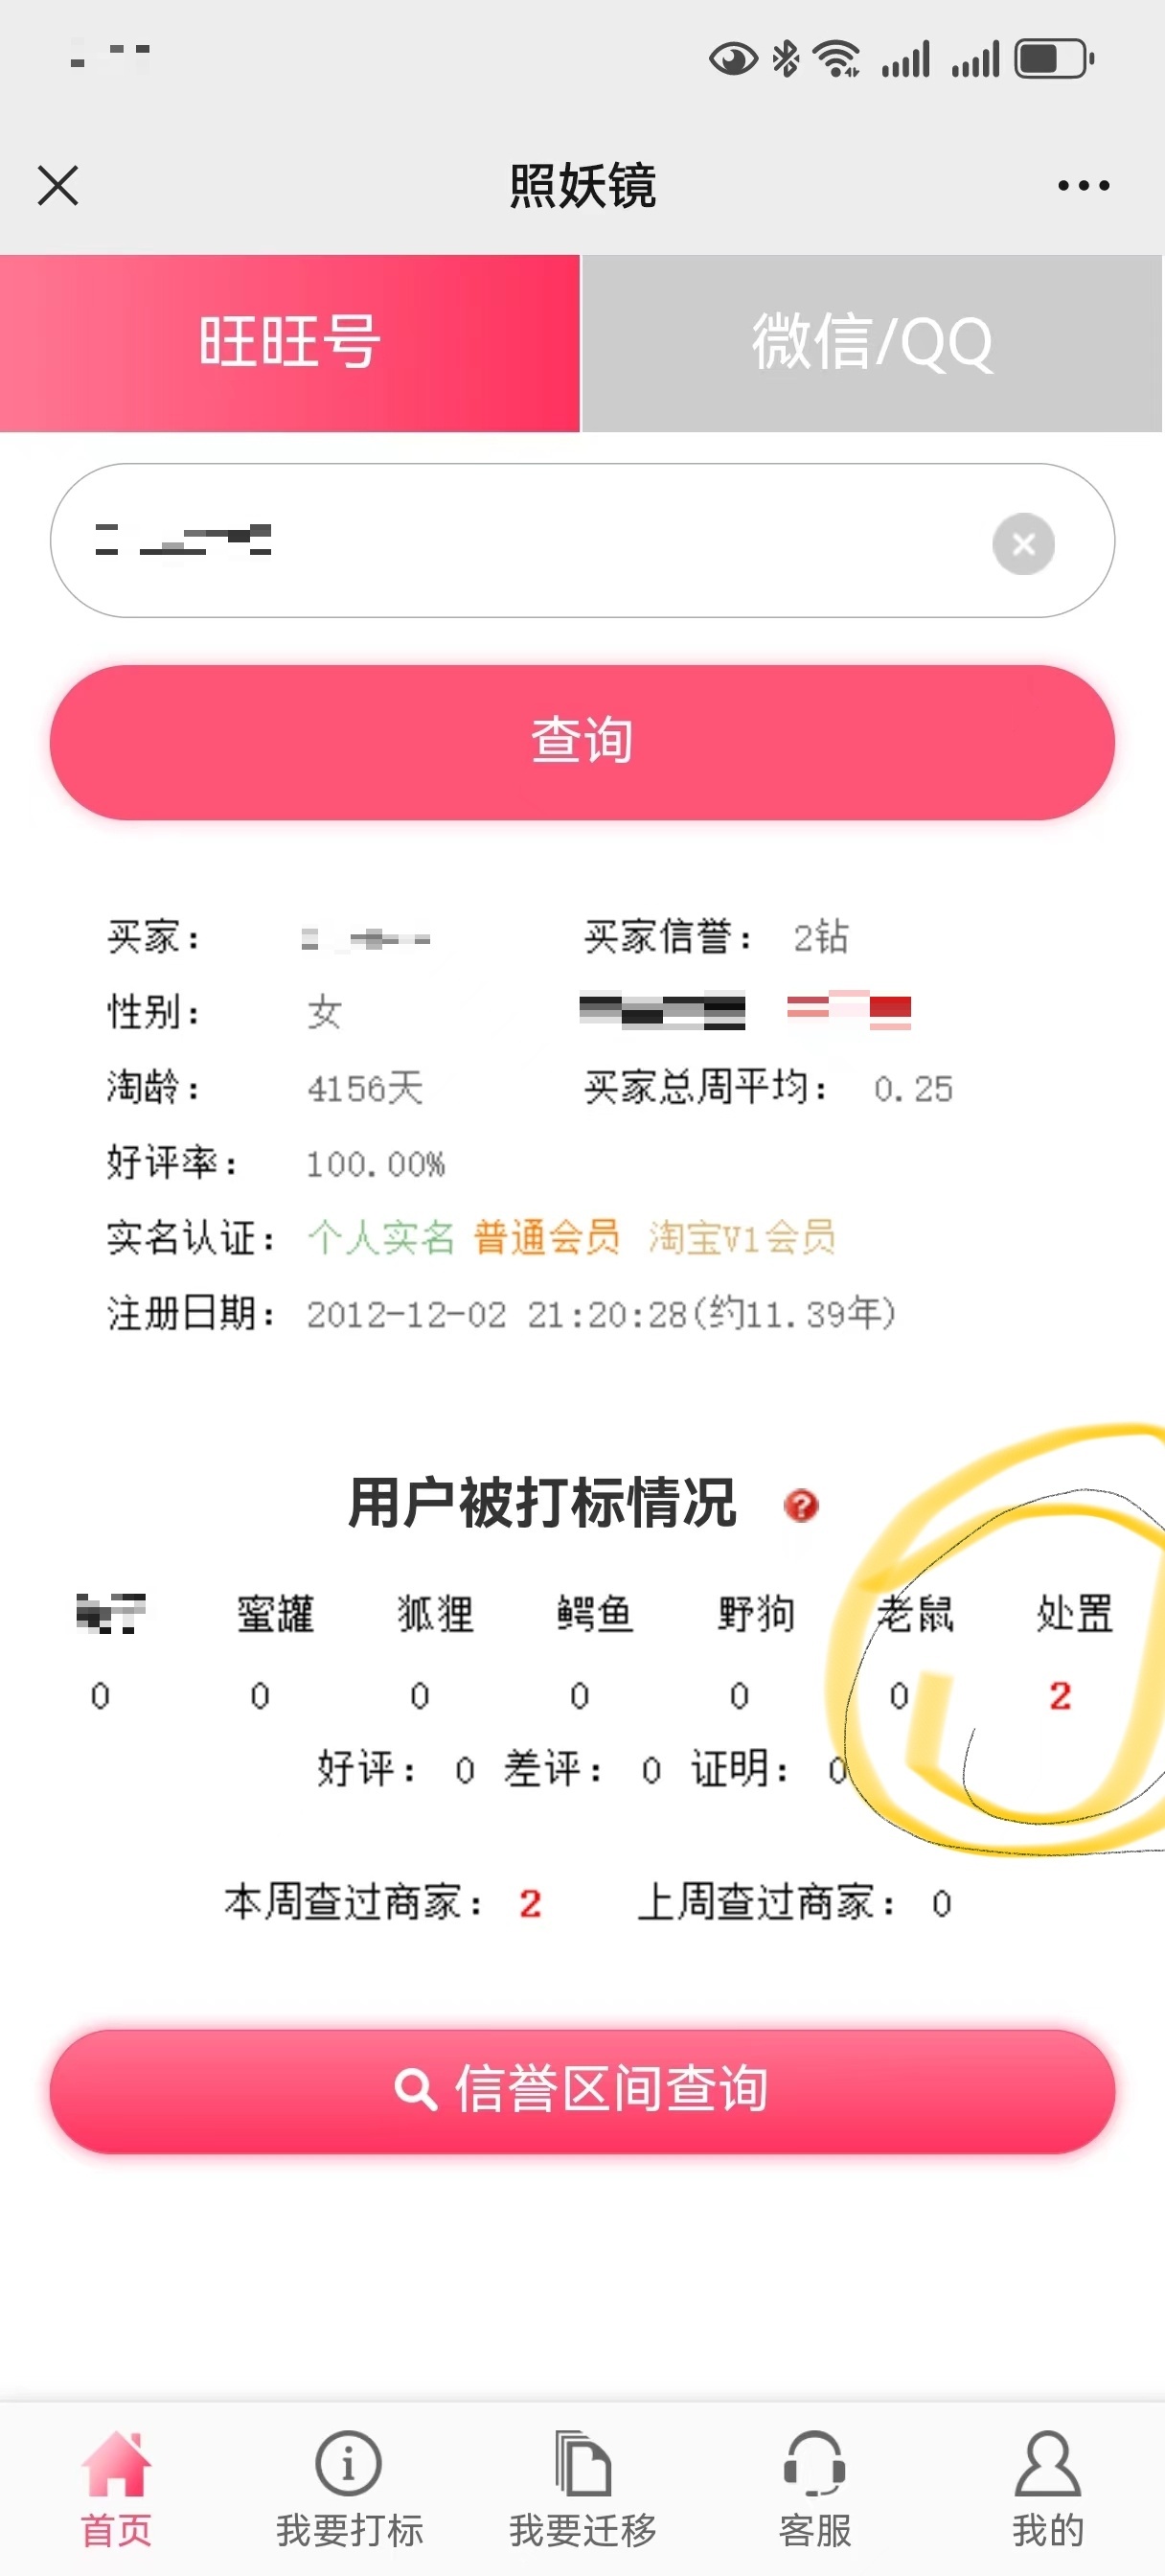 照妖镜
旺旺号 微信/QQ
查询
买家： 买家信誉： 2钻
性别： 女
淘龄： 4156天 买家总周平均： 0.25
好评率： 100.00%
实名认证： 个人实名 普通会员 淘宝V1会员
注册日期： 2012-12-02 21:20:28(约11.39年)
用户被打标情况 ?
蜜罐 狐狸 鳄鱼 野狗 老鼠 处置
0 0 0 0 0 0 2
好评： 0 差评： 0 证明： 0
本周查过商家： 2 上周查过商家： 0
信誉区间查询
首页 我要打标 我要迁移 客服 我的